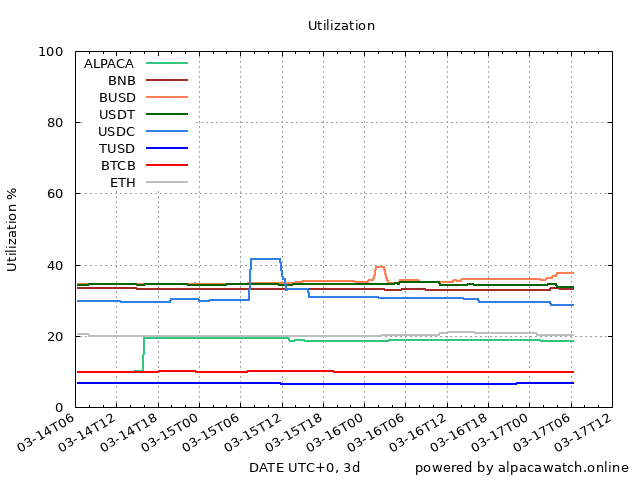 Utilization
100
80
60
40
20
0
Utilization %
ALPACA
BNB
BUSD
USDT
USDC
TUSD
BTCB
ETH
03-14T06
03-14T12
03-14T18
03-15T00
03-15T06
03-15T12
03-15T18
03-16T00
03-16T06
03-16T12
03-16T18
03-17T00
03-17T06
03-17T12
DATE UTC+0, 3d
powered by alpacawatch.online